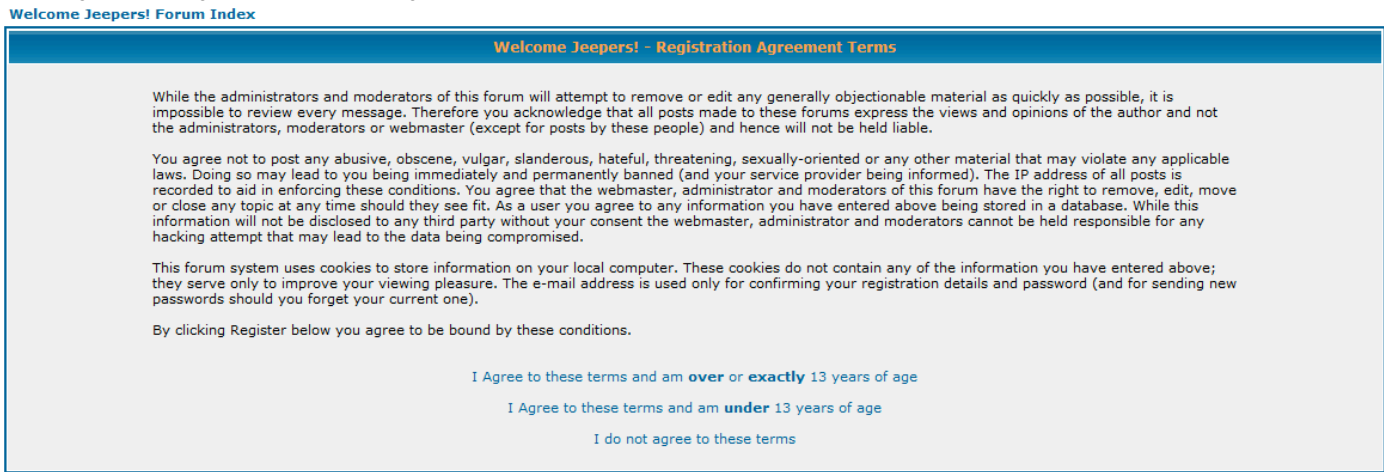 Welcome Jeepers! Forum Index
Welcome Jeepers! - Registration Agreement Terms
While the administrators and moderators of this forum will attempt to remove or edit any generally objectionable material as quickly as possible, it is
impossible to review every message. Therefore you acknowledge that all posts made to these forums express the views and opinions of the author and not
the administrators, moderators or webmaster (except for posts by these people) and hence will not be held liable.
You agree not to post any abusive, obscene, vulgar, slanderous, hateful, threatening, sexually-oriented or any other material that may violate any applicable
laws. Doing so may lead to you being immediately and permanently banned (and your service provider being informed). The IP address of all posts is
recorded to aid in enforcing these conditions. You agree that the webmaster, administrator and moderators of this forum have the right to remove, edit, move
or close any topic at any time should they see fit. As a user you agree to any information you have entered above being stored in a database. While this
information will not be disclosed to any third party without your consent the webmaster, administrator and moderators cannot be held responsible for any
hacking attempt that may lead to the data being compromised.
This forum system uses cookies to store information on your local computer. These cookies do not contain any of the information you have entered above;
they serve only to improve your viewing pleasure. The e-mail address is used only for confirming your registration details and password (and for sending new
passwords should you forget your current one).
By clicking Register below you agree to be bound by these conditions.
I Agree to these terms and am over or exactly 13 years of age
I Agree to these terms and am under 13 years of age
I do not agree to these terms